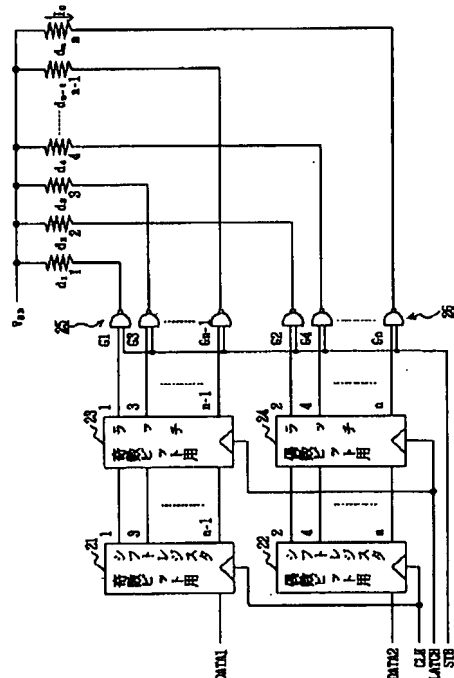 I₀
d₁ d₂ d₃ d₄ dₙ₋₁ dₙ
1 2 3 4 n-1 n
25
G1
G3
G2
G4
Gn
26
1
3
n-1
2
4
n
23
ラッチ
奇数ビット用
24
ラッチ
偶数ビット用
1
3
n-1
2
4
n
21
シフトレジスタ
奇数ビット用
22
シフトレジスタ
偶数ビット用
DATA1
DATA2
CLK
LATCH
STB